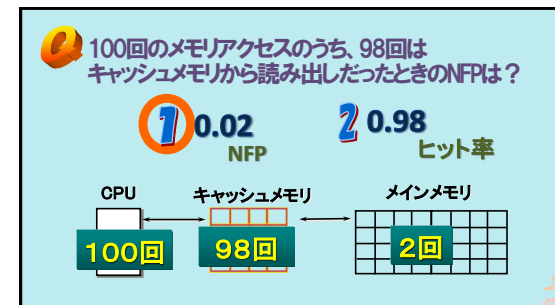 Q 100回のメモリアクセスのうち、98回は
キャッシュメモリから読み出しだったときのNFPは？
1 0.02 2 0.98
NFP ヒット率
CPU キャッシュメモリ メインメモリ
100回 98回 2回